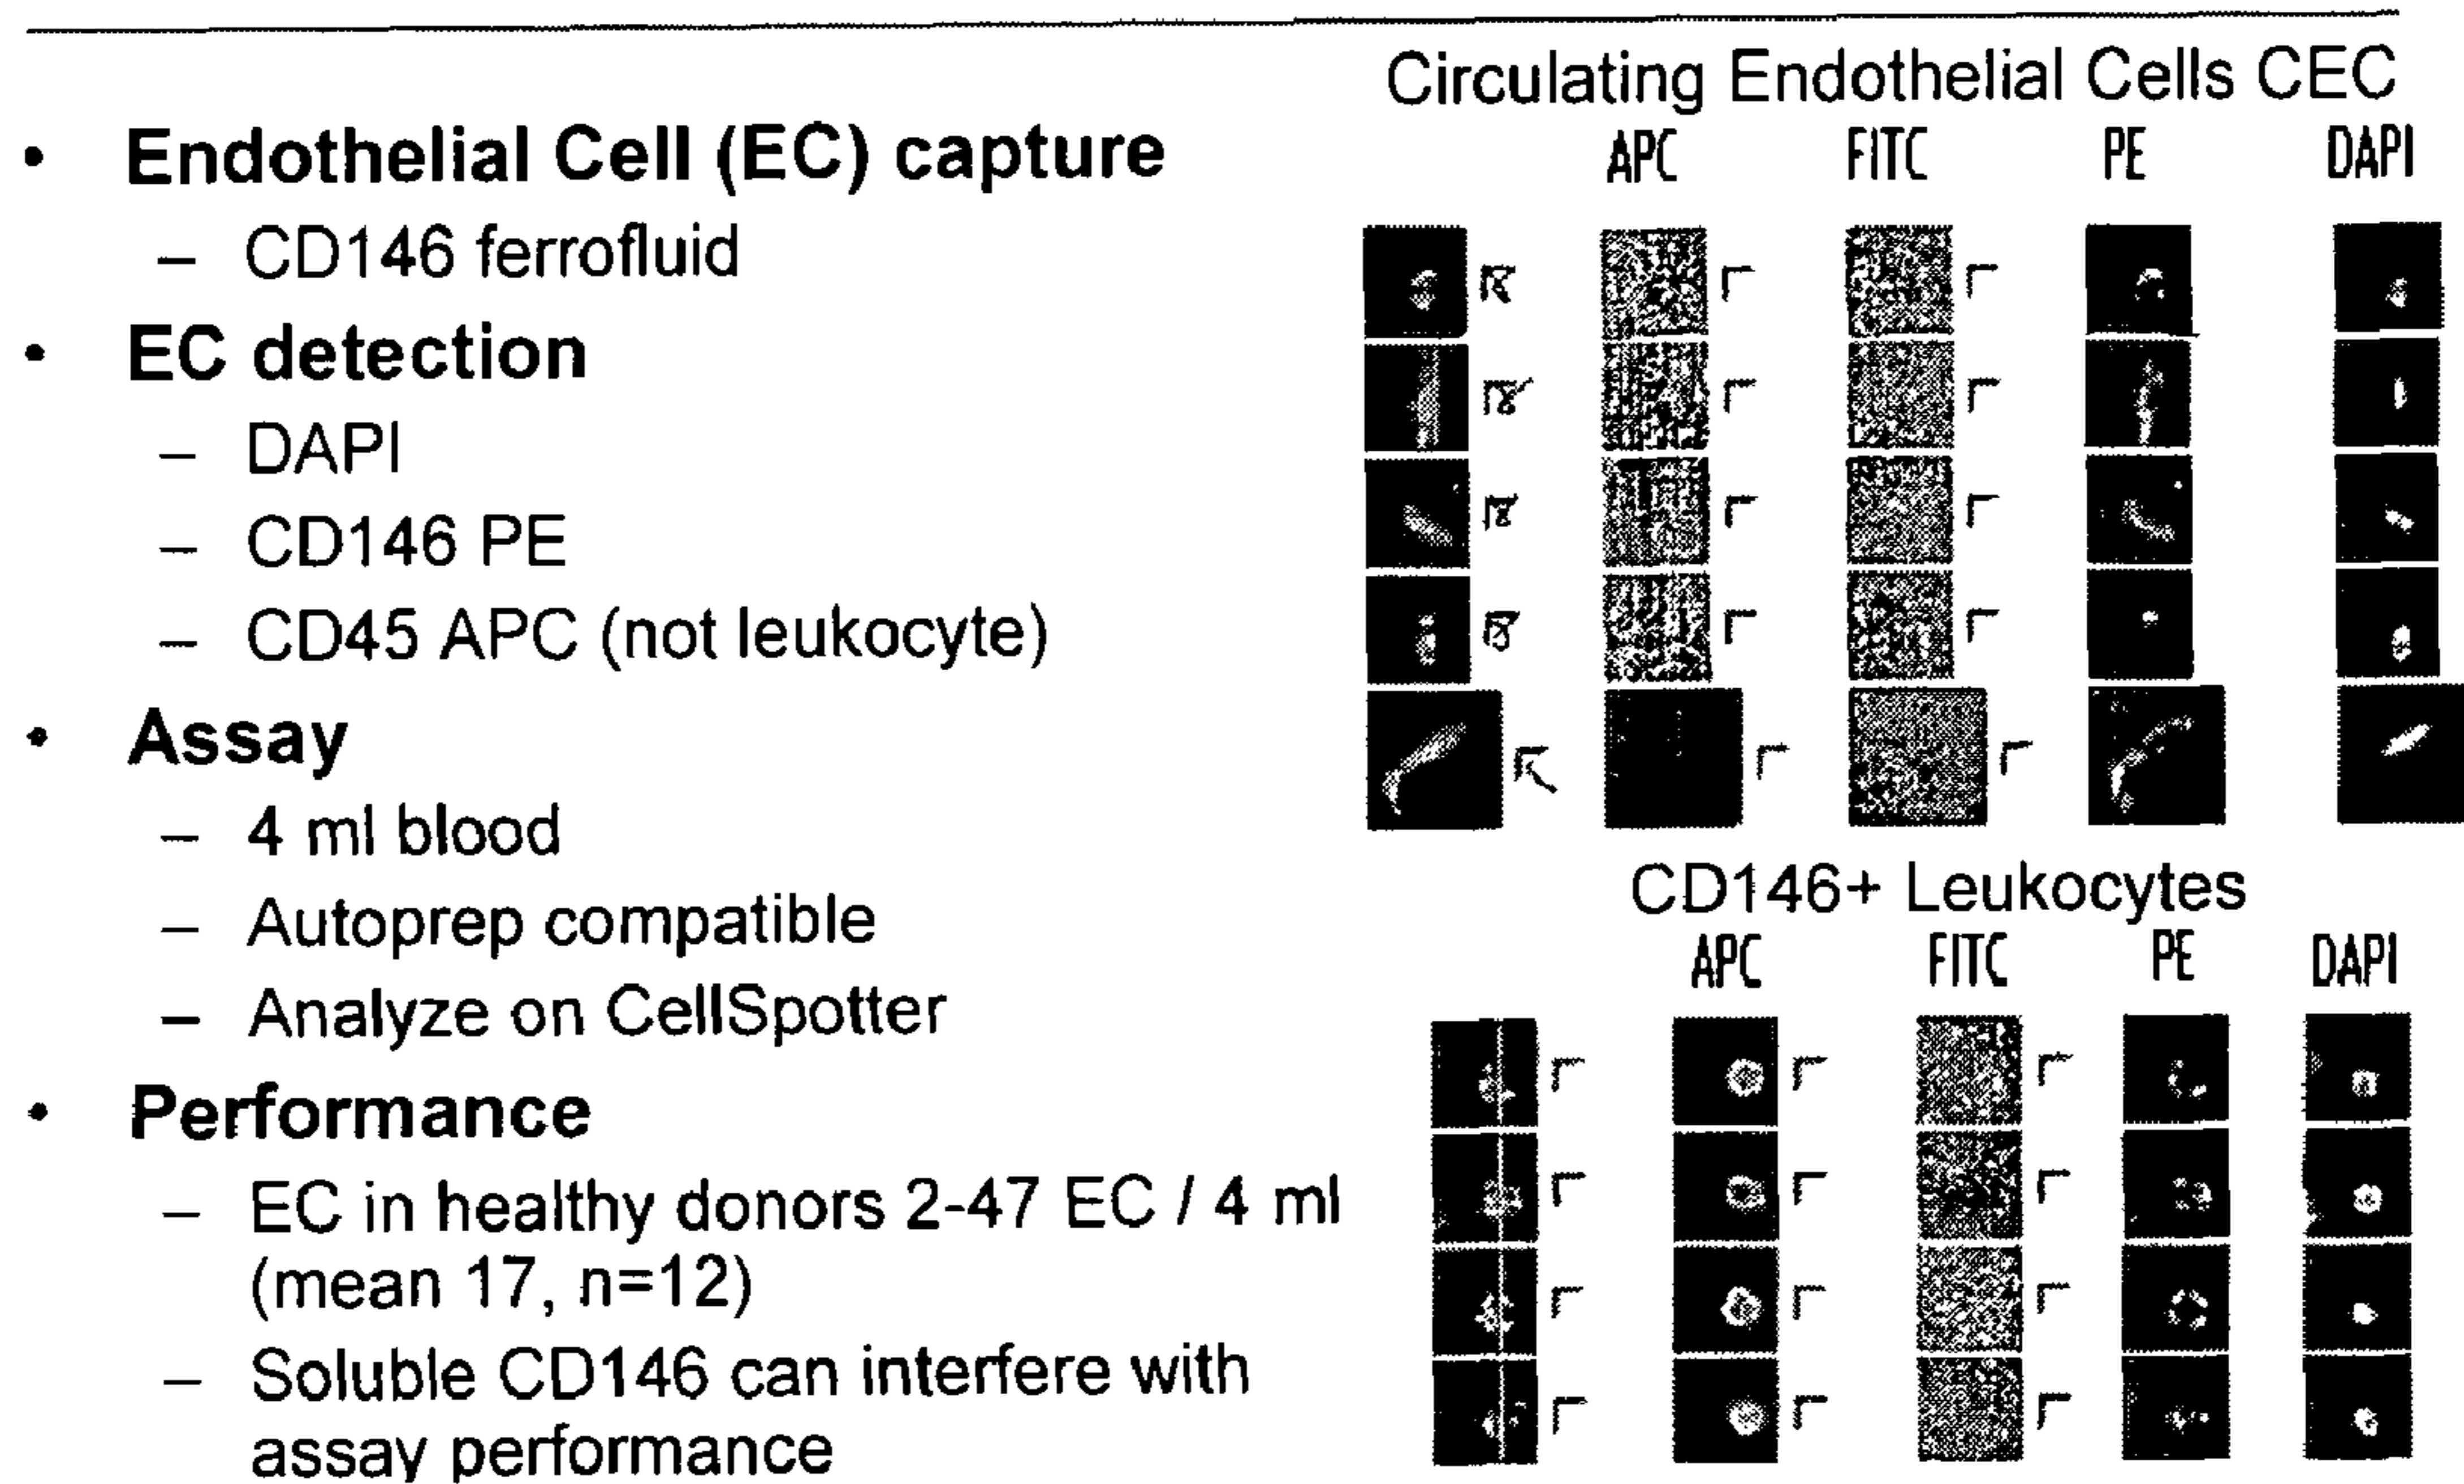 • Endothelial Cell (EC) capture
– CD146 ferrofluid
• EC detection
– DAPI
– CD146 PE
– CD45 APC (not leukocyte)
• Assay
– 4 ml blood
– Autoprep compatible
– Analyze on CellSpotter
• Performance
– EC in healthy donors 2-47 EC / 4 ml
(mean 17, n=12)
– Soluble CD146 can interfere with
assay performance
Circulating Endothelial Cells CEC
APC FITC PE DAPI
CD146+ Leukocytes
APC FITC PE DAPI